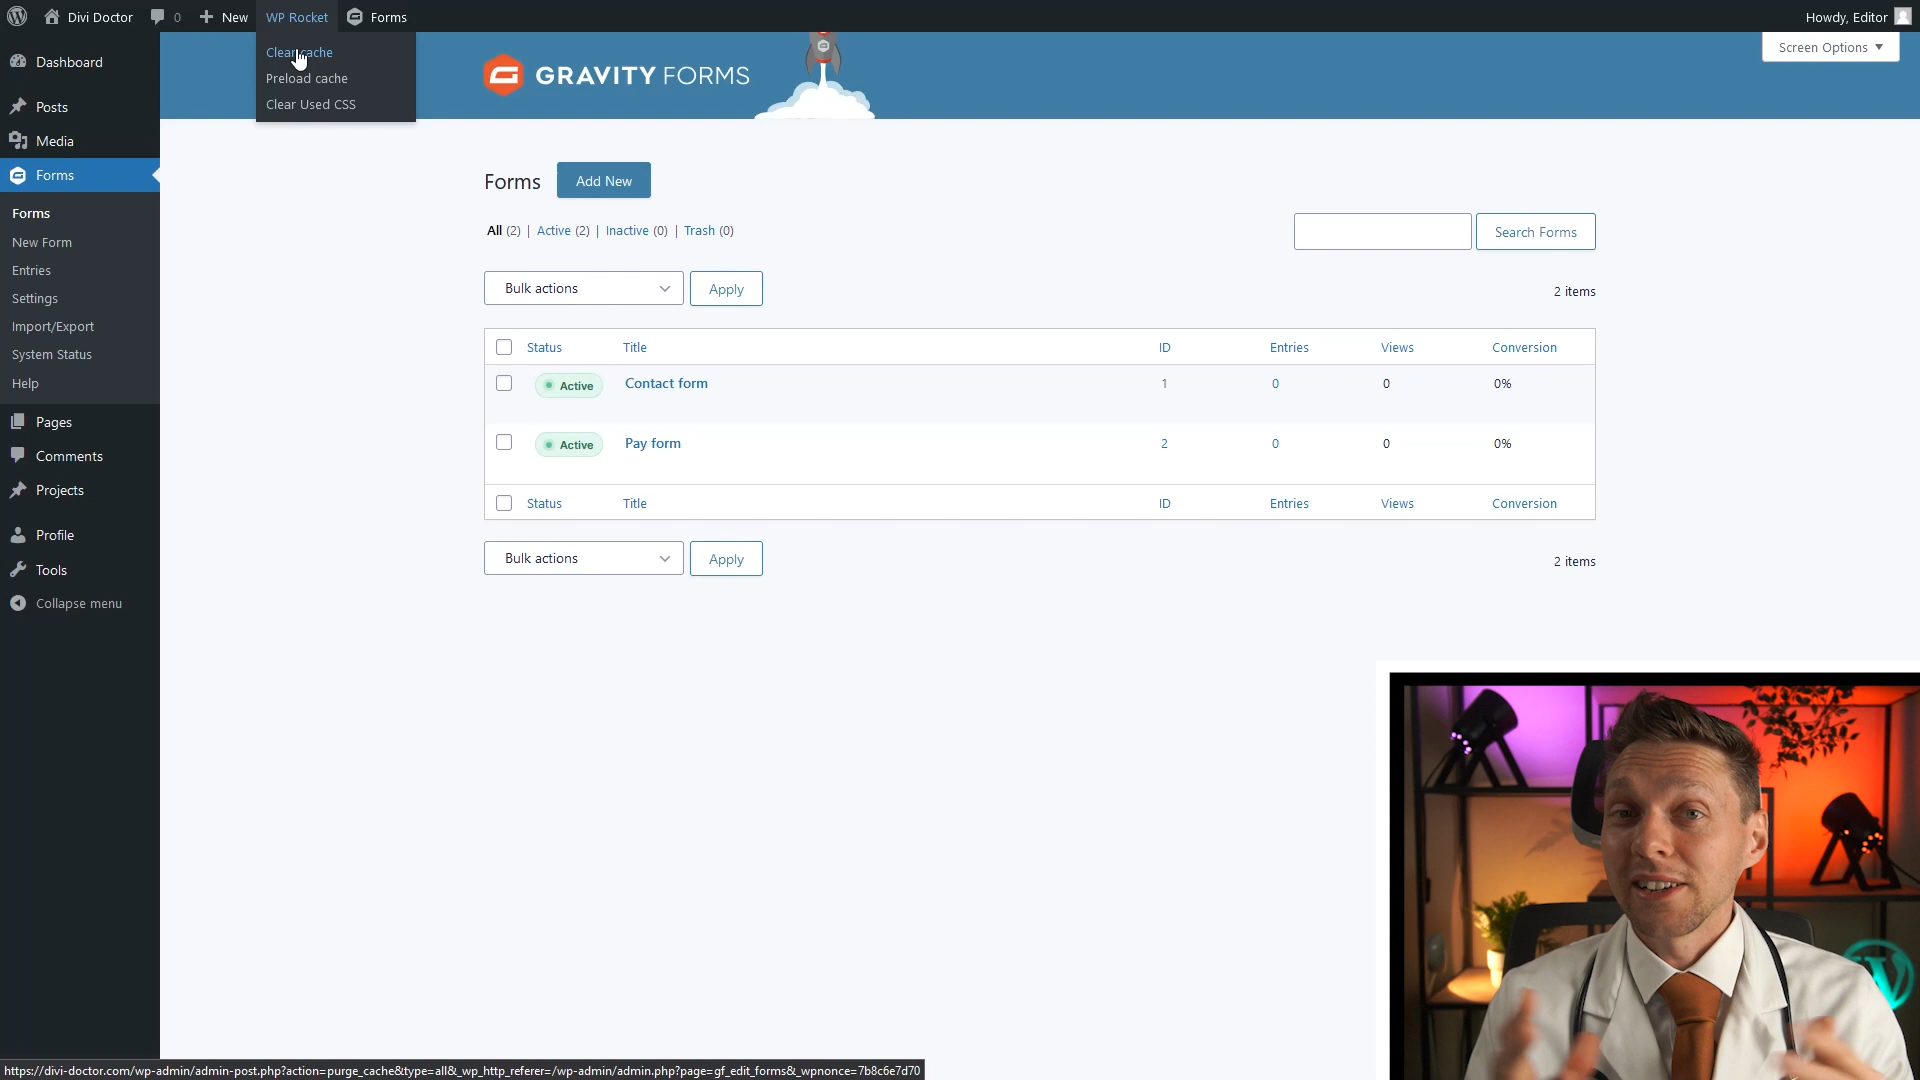 Divi Doctor 0 New WP Rocket Forms Howdy, Editor
Clear cache
Preload cache
Clear Used CSS
Screen Options
GRAVITY FORMS
Dashboard
Posts
Media
Forms
Forms
New Form
Entries
Settings
Import/Export
System Status
Help
Pages
Comments
Projects
Profile
Tools
Collapse menu
Forms Add New
All (2) | Active (2) | Inactive (0) | Trash (0)
Search Forms
Bulk actions Apply
2 items
Status Title ID Entries Views Conversion
Active Contact form 1 0 0 0%
Active Pay form 2 0 0 0%
Status Title ID Entries Views Conversion
Bulk actions Apply
2 items
https://divi-doctor.com/wp-admin/admin-post.php?action=purge_cache&type=all&_wp_http_referer=/wp-admin/admin.php?page=gf_edit_forms&_wpnonce=7b8c6e7d70